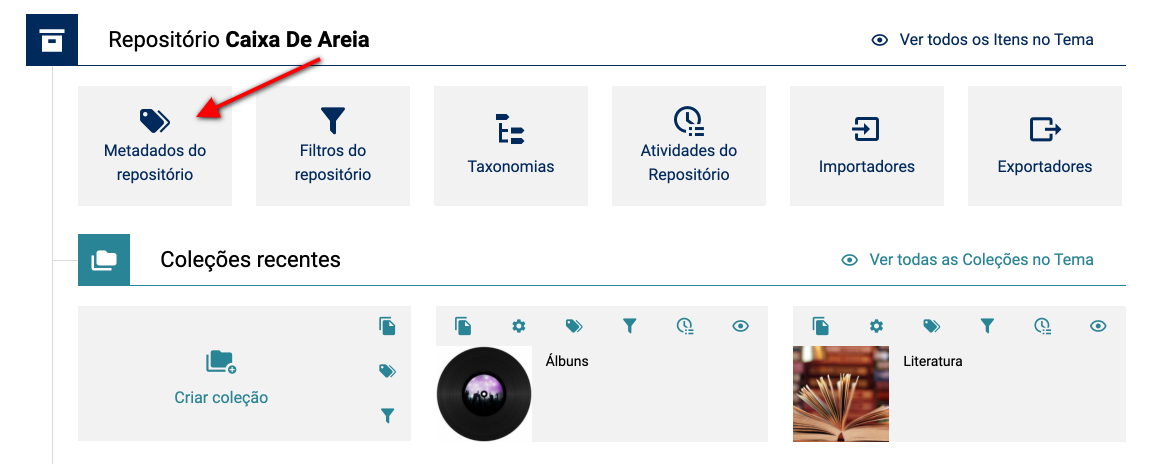 Repositório Caixa De Areia
Ver todos os Itens no Tema
Metadados do
repositório
Filtros do
repositório
Taxonomias
Atividades do
Repositório
Importadores
Exportadores
Coleções recentes
Ver todas as Coleções no Tema
Criar coleção
Álbuns
Literatura